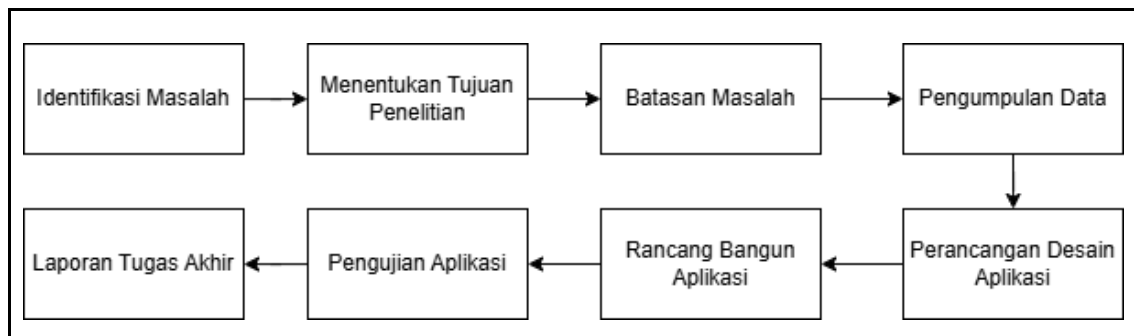 Identifikasi Masalah
Menentukan Tujuan
Penelitian
Batasan Masalah
Pengumpulan Data
Perancangan Desain
Aplikasi
Rancang Bangun
Aplikasi
Pengujian Aplikasi
Laporan Tugas Akhir